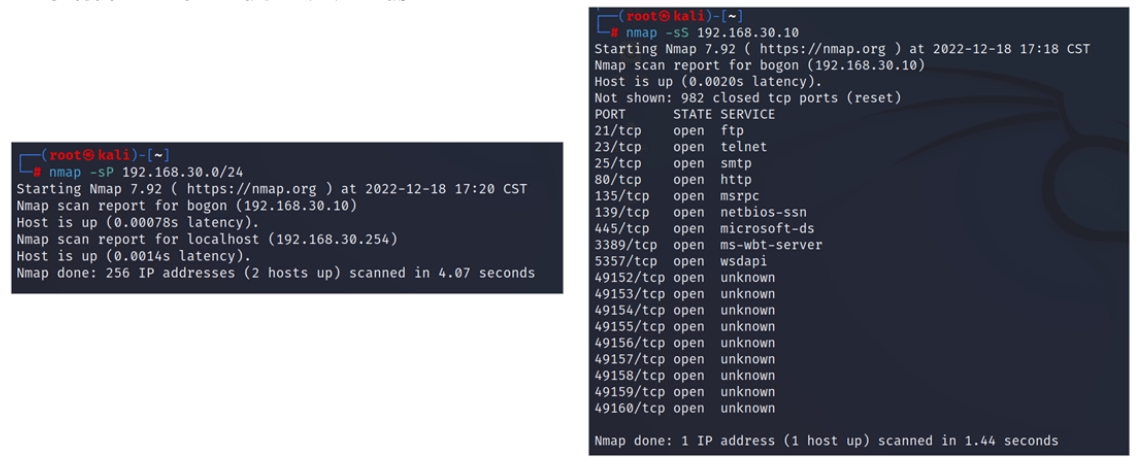 ┌──(root㉿kali)-[~]
└─# nmap -sP 192.168.30.0/24
Starting Nmap 7.92 ( https://nmap.org ) at 2022-12-18 17:20 CST
Nmap scan report for bogon (192.168.30.10)
Host is up (0.00078s latency).
Nmap scan report for localhost (192.168.30.254)
Host is up (0.0014s latency).
Nmap done: 256 IP addresses (2 hosts up) scanned in 4.07 seconds
┌──(root㉿kali)-[~]
└─# nmap -sS 192.168.30.10
Starting Nmap 7.92 ( https://nmap.org ) at 2022-12-18 17:18 CST
Nmap scan report for bogon (192.168.30.10)
Host is up (0.0020s latency).
Not shown: 982 closed tcp ports (reset)
PORT STATE SERVICE
21/tcp open ftp
23/tcp open telnet
25/tcp open smtp
80/tcp open http
135/tcp open msrpc
139/tcp open netbios-ssn
445/tcp open microsoft-ds
3389/tcp open ms-wbt-server
5357/tcp open wsdapi
49152/tcp open unknown
49153/tcp open unknown
49154/tcp open unknown
49155/tcp open unknown
49156/tcp open unknown
49157/tcp open unknown
49158/tcp open unknown
49159/tcp open unknown
49160/tcp open unknown
Nmap done: 1 IP address (1 host up) scanned in 1.44 seconds